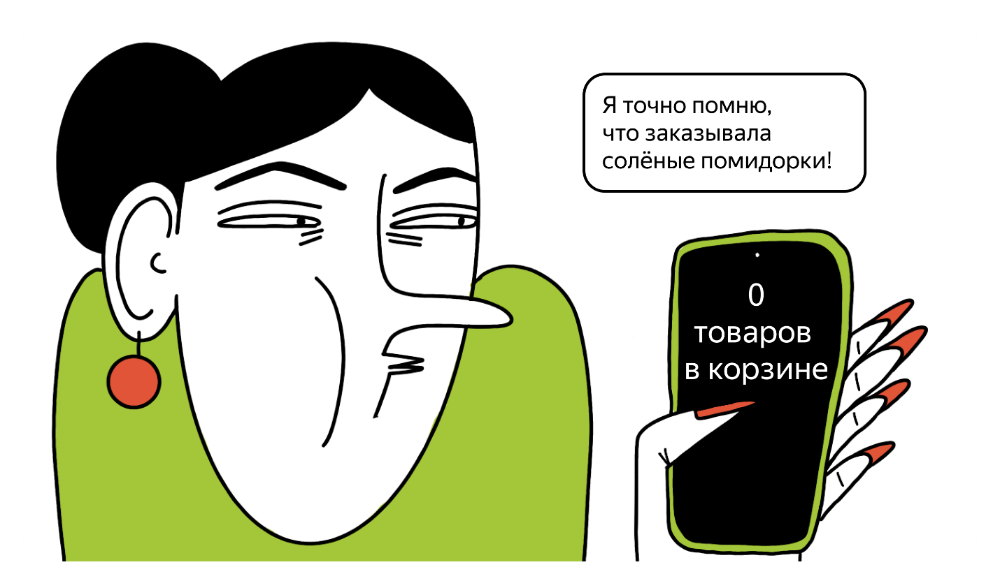 Я точно помню,
что заказывала
солёные помидорки!
0
товаров
в корзине